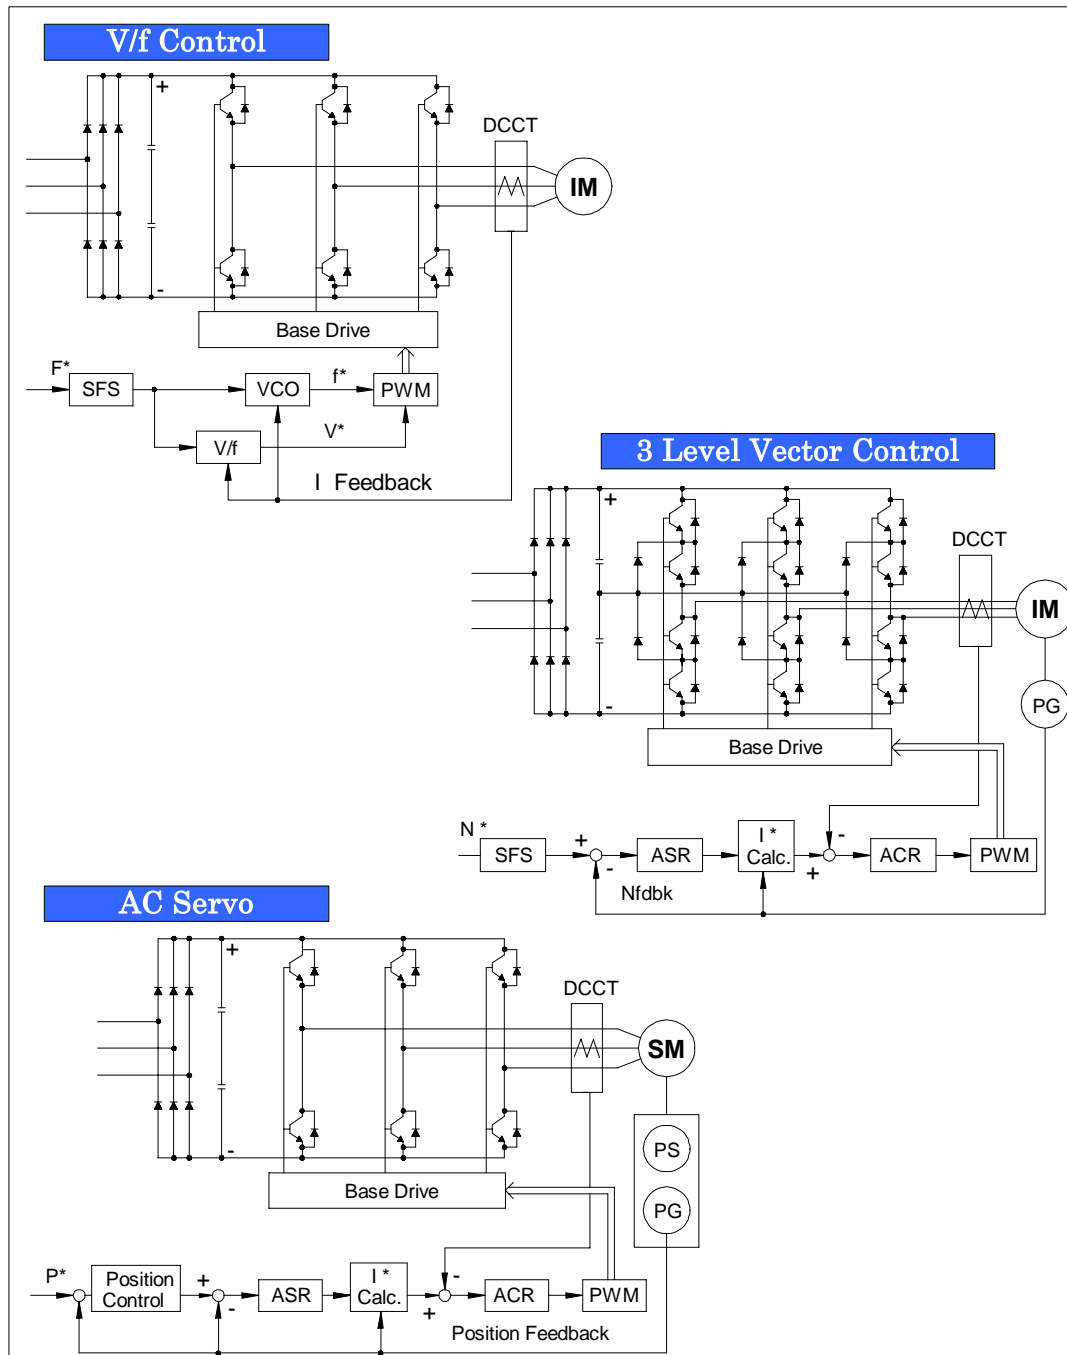 V/f Control
+
DCCT
IM
-
Base Drive
F*
SFS
VCO
f*
PWM
V/f
V*
I Feedback
3 Level Vector Control
+
DCCT
IM
-
PG
Base Drive
N *
SFS
+
-
ASR
I *
Calc.
-
+
ACR
PWM
Nfdbk
AC Servo
+
DCCT
SM
-
PS
PG
Base Drive
P*
Position
Control
+
-
ASR
I *
Calc.
-
+
ACR
PWM
Position Feedback